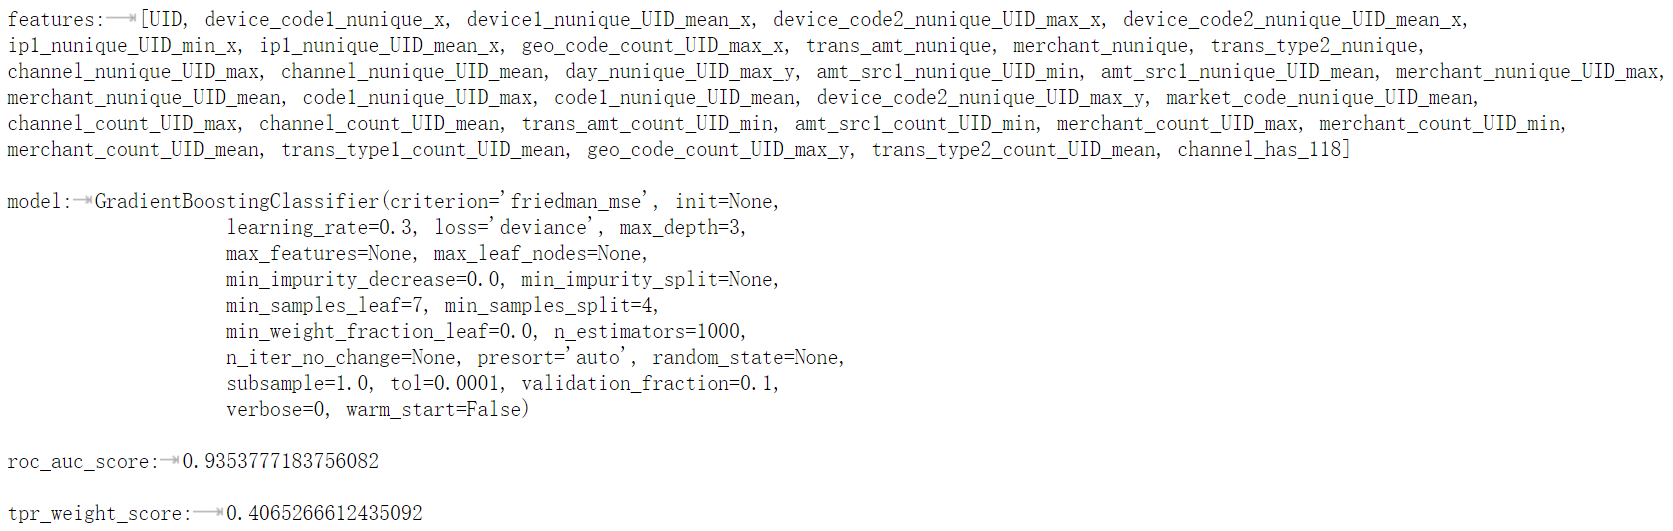 features: [UID, device_code1_nunique_x, device1_nunique_UID_mean_x, device_code2_nunique_UID_max_x, device_code2_nunique_UID_mean_x,
ip1_nunique_UID_min_x, ip1_nunique_UID_mean_x, geo_code_count_UID_max_x, trans_amt_nunique, merchant_nunique, trans_type2_nunique,
channel_nunique_UID_max, channel_nunique_UID_mean, day_nunique_UID_max_y, amt_src1_nunique_UID_min, amt_src1_nunique_UID_mean, merchant_nunique_UID_max,
merchant_nunique_UID_mean, code1_nunique_UID_max, code1_nunique_UID_mean, device_code2_nunique_UID_max_y, market_code_nunique_UID_mean,
channel_count_UID_max, channel_count_UID_mean, trans_amt_count_UID_min, amt_src1_count_UID_min, merchant_count_UID_max, merchant_count_UID_min,
merchant_count_UID_mean, trans_type1_count_UID_mean, geo_code_count_UID_max_y, trans_type2_count_UID_mean, channel_has_118]
model: GradientBoostingClassifier(criterion='friedman_mse', init=None,
learning_rate=0.3, loss='deviance', max_depth=3,
max_features=None, max_leaf_nodes=None,
min_impurity_decrease=0.0, min_impurity_split=None,
min_samples_leaf=7, min_samples_split=4,
min_weight_fraction_leaf=0.0, n_estimators=1000,
n_iter_no_change=None, presort='auto', random_state=None,
subsample=1.0, tol=0.0001, validation_fraction=0.1,
verbose=0, warm_start=False)
roc_auc_score: 0.9353777183756082
tpr_weight_score: 0.4065266612435092